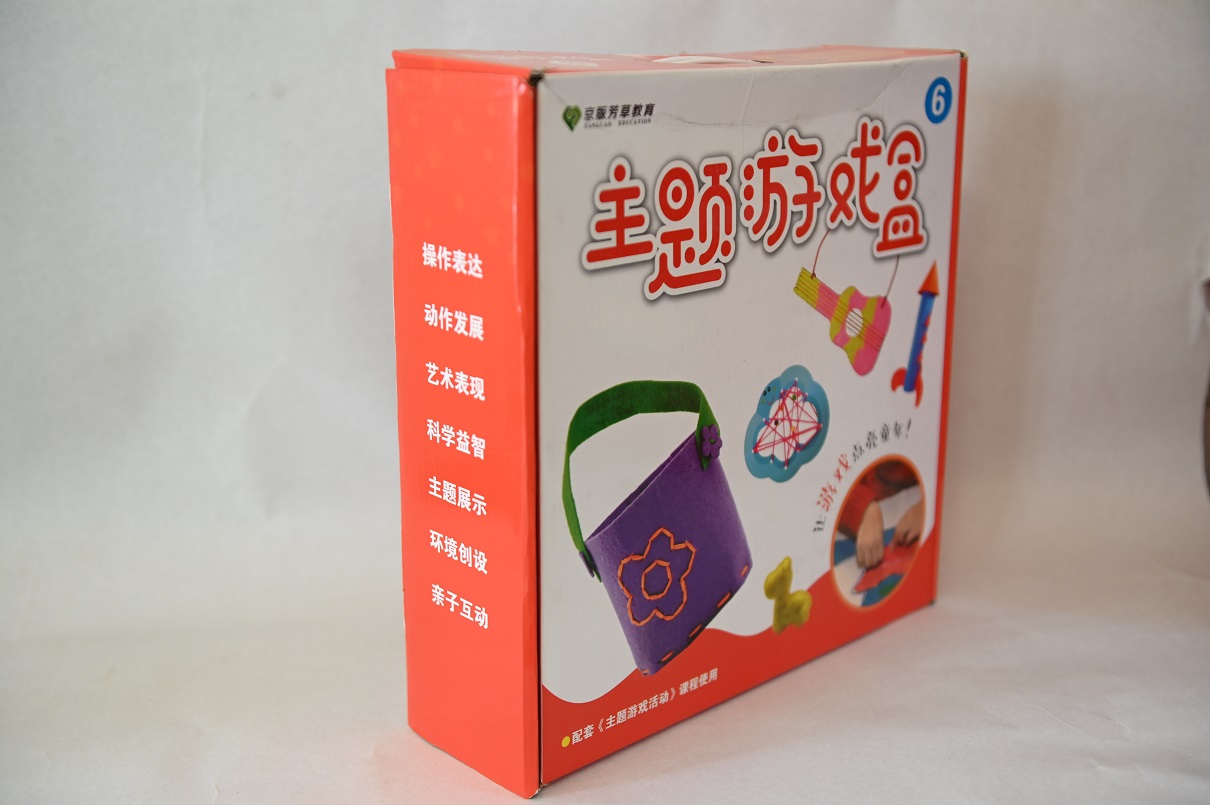 操作表达
动作发展
艺术表现
科学益智
主题展示
环境创设
亲子互动
京版芳草教育
FANGCAO EDUCATION
6
主题游戏盒
让游戏点亮童年!
配套《主题游戏活动》课程使用